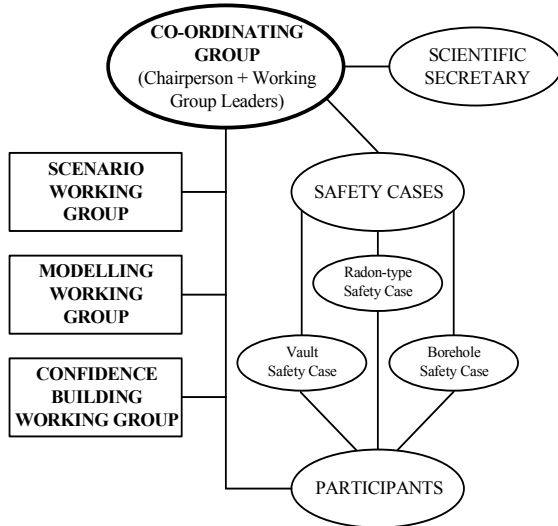 CO-ORDINATING
GROUP
(Chairperson + Working
Group Leaders)
SCIENTIFIC
SECRETARY
SCENARIO
WORKING
GROUP
SAFETY CASES
MODELLING
WORKING
GROUP
Radon-type
Safety Case
Vault
Safety Case
Borehole
Safety Case
CONFIDENCE
BUILDING
WORKING GROUP
PARTICIPANTS